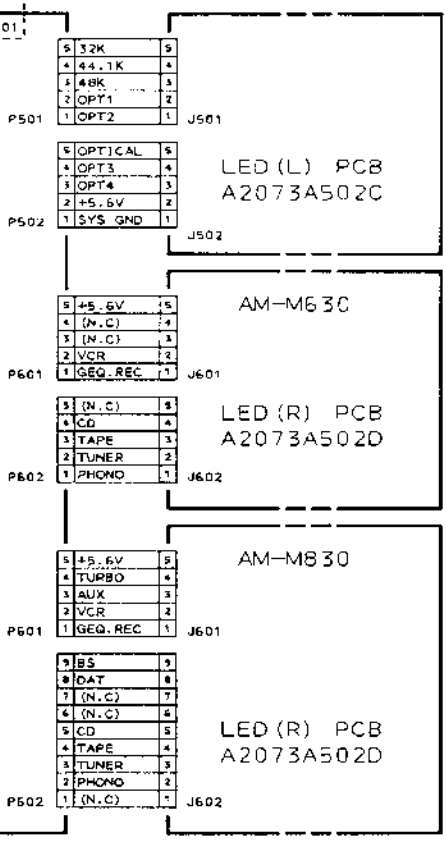 01
5 32K 5
4 44.1K 4
3 48K 3
2 OPT1 2
1 OPT2 1
P501 J501
5 OPTICAL 5
4 OPT3 4
3 OPT4 3
2 +5.6V 2
1 SYS GND 1
P502 J502
LED(L) PCB
A2073A502C
AM-M630
5 +5.6V 5
4 (N.C) 4
3 (N.C) 3
2 VCR 2
1 GEQ.REC 1
P601 J601
5 (N.C) 5
4 CD 4
3 TAPE 3
2 TUNER 2
1 PHONO 1
P602 J602
LED(R) PCB
A2073A502D
AM-M830
5 +5.6V 5
4 TURBO 4
3 AUX 3
2 VCR 2
1 GEQ.REC 1
P601 J601
9 BS 9
8 DAT 8
7 (N.C) 7
6 (N.C) 6
5 CD 5
4 TAPE 4
3 TUNER 3
2 PHONO 2
1 (N.C) 1
P602 J602
LED(R) PCB
A2073A502D